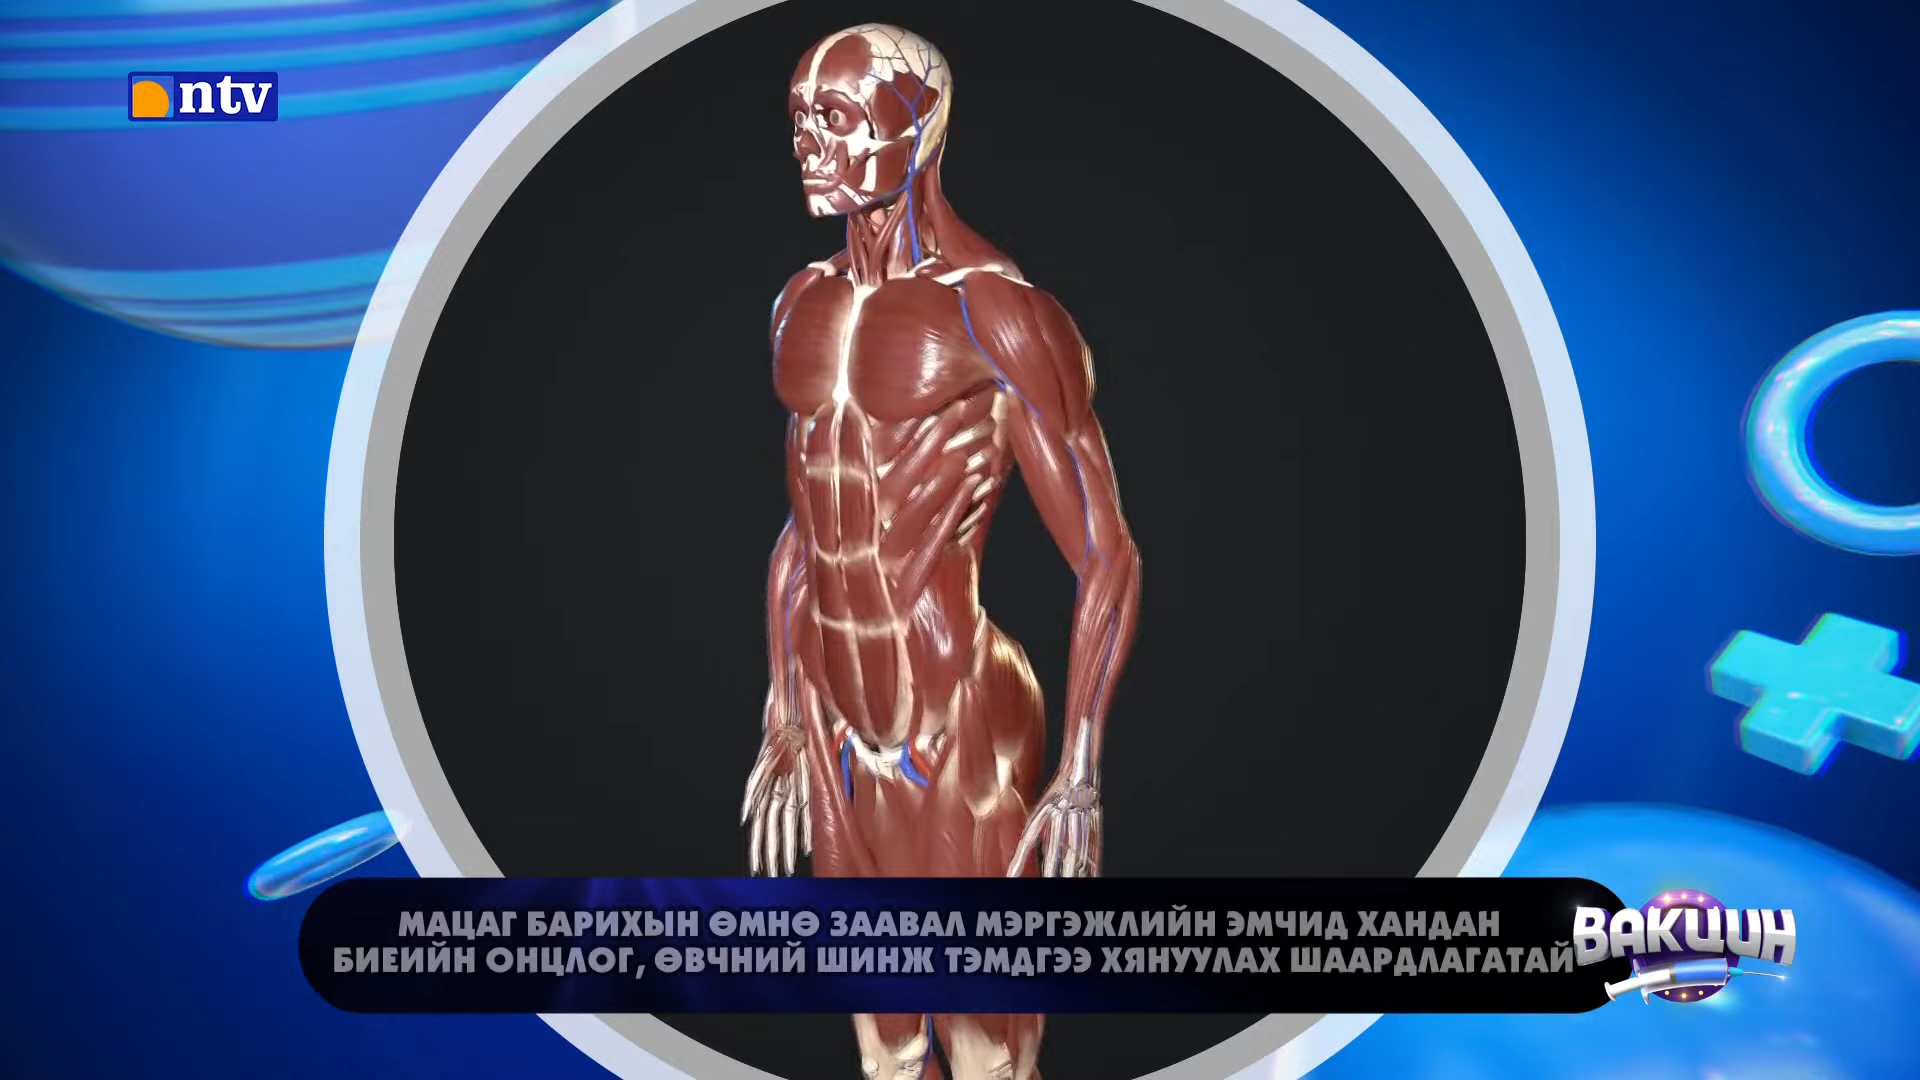 ntv
МАЦАГ БАРИХЫН ӨМНӨ ЗААВАЛ МЭРГЭЖЛИЙН ЭМЧИД ХАНДАН
БИЕИЙН ОНЦЛОГ, ӨВЧНИЙ ШИНЖ ТЭМДГЭЭ ХЯНУУЛАХ ШААРДЛАГАТАЙ
ВАКЦИН